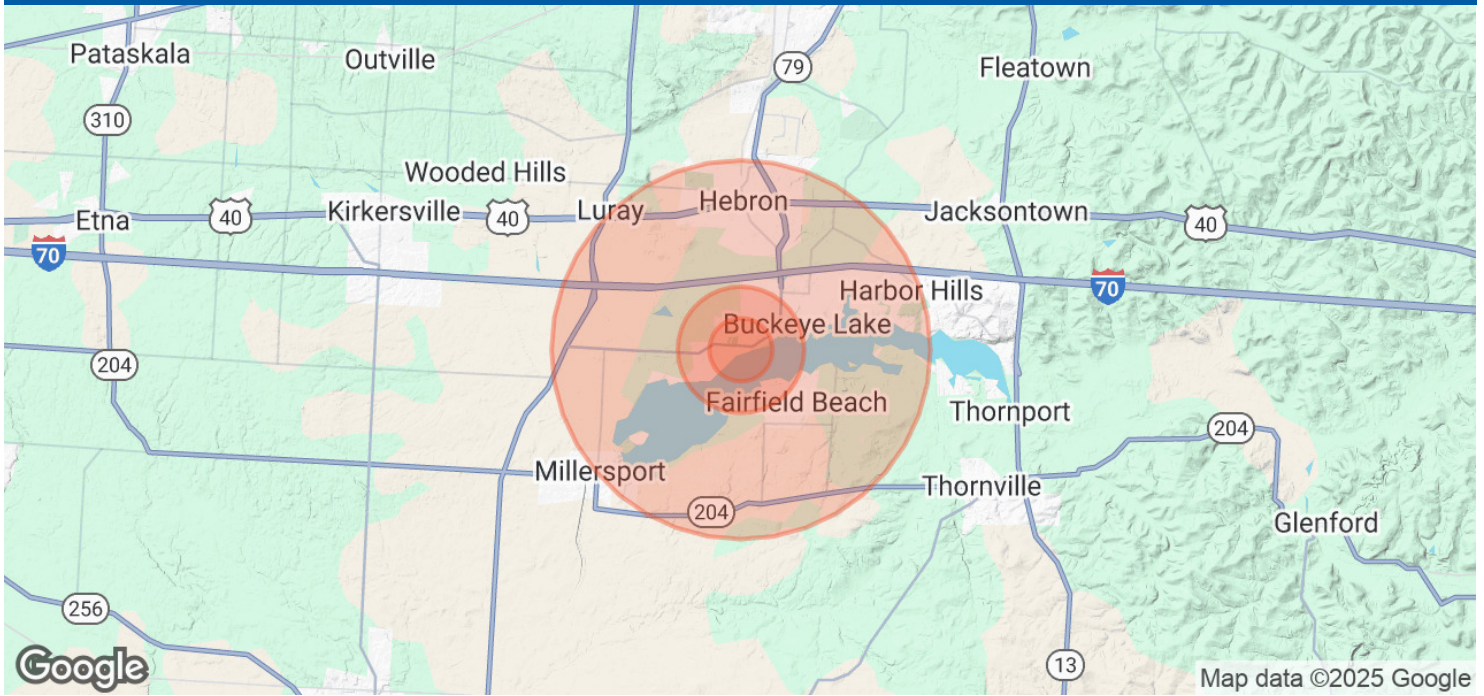 Pataskala
Outville
79
Fleatown
310
Wooded Hills
Hebron
Etna
40
Kirkersville
40
Luray
Jacksontown
40
70
70
Harbor Hills
Buckeye Lake
204
Fairfield Beach
Thornport
204
Millersport
Thornville
204
Glenford
256
13
Google
Map data ©2025 Google